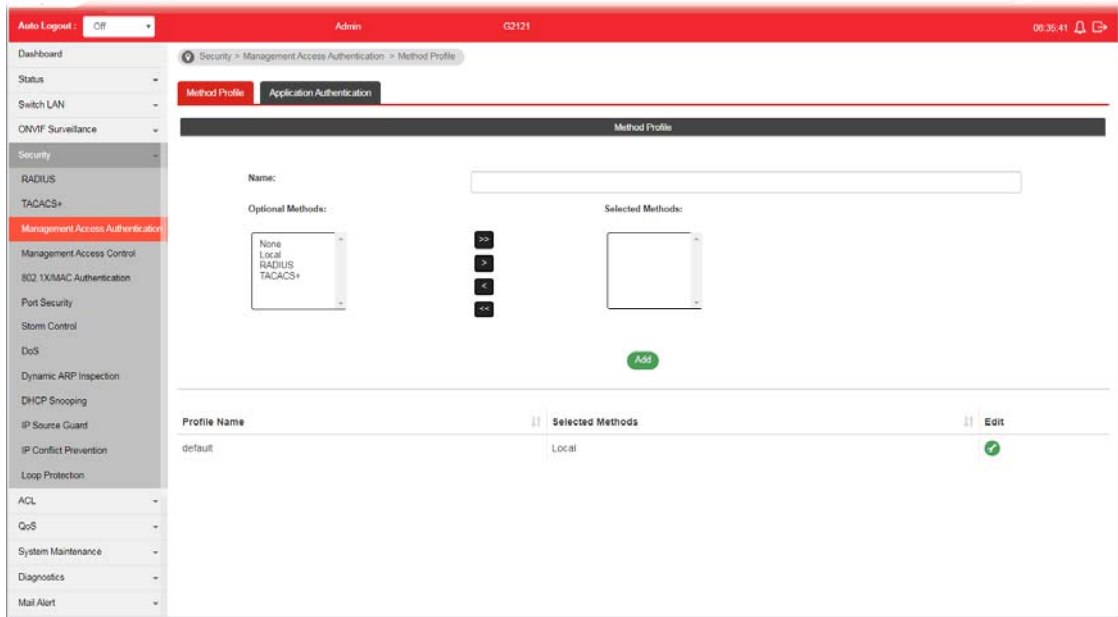 Auto Logout : Off Admin G2121 08:35:41
Dashboard
Status
Switch LAN
ONVIF Surveillance
Security
RADIUS
TACACS+
Management Access Authentication
Management Access Control
802.1X/MAC Authentication
Port Security
Storm Control
DoS
Dynamic ARP Inspection
DHCP Snooping
IP Source Guard
IP Conflict Prevention
Loop Protection
ACL
QoS
System Maintenance
Diagnostics
Mail Alert
Security > Management Access Authentication > Method Profile
Method Profile Application Authentication
Method Profile
Name:
Optional Methods: Selected Methods:
None
Local
RADIUS
TACACS+
>>
>
<
<<
Add
Profile Name Selected Methods Edit
default Local